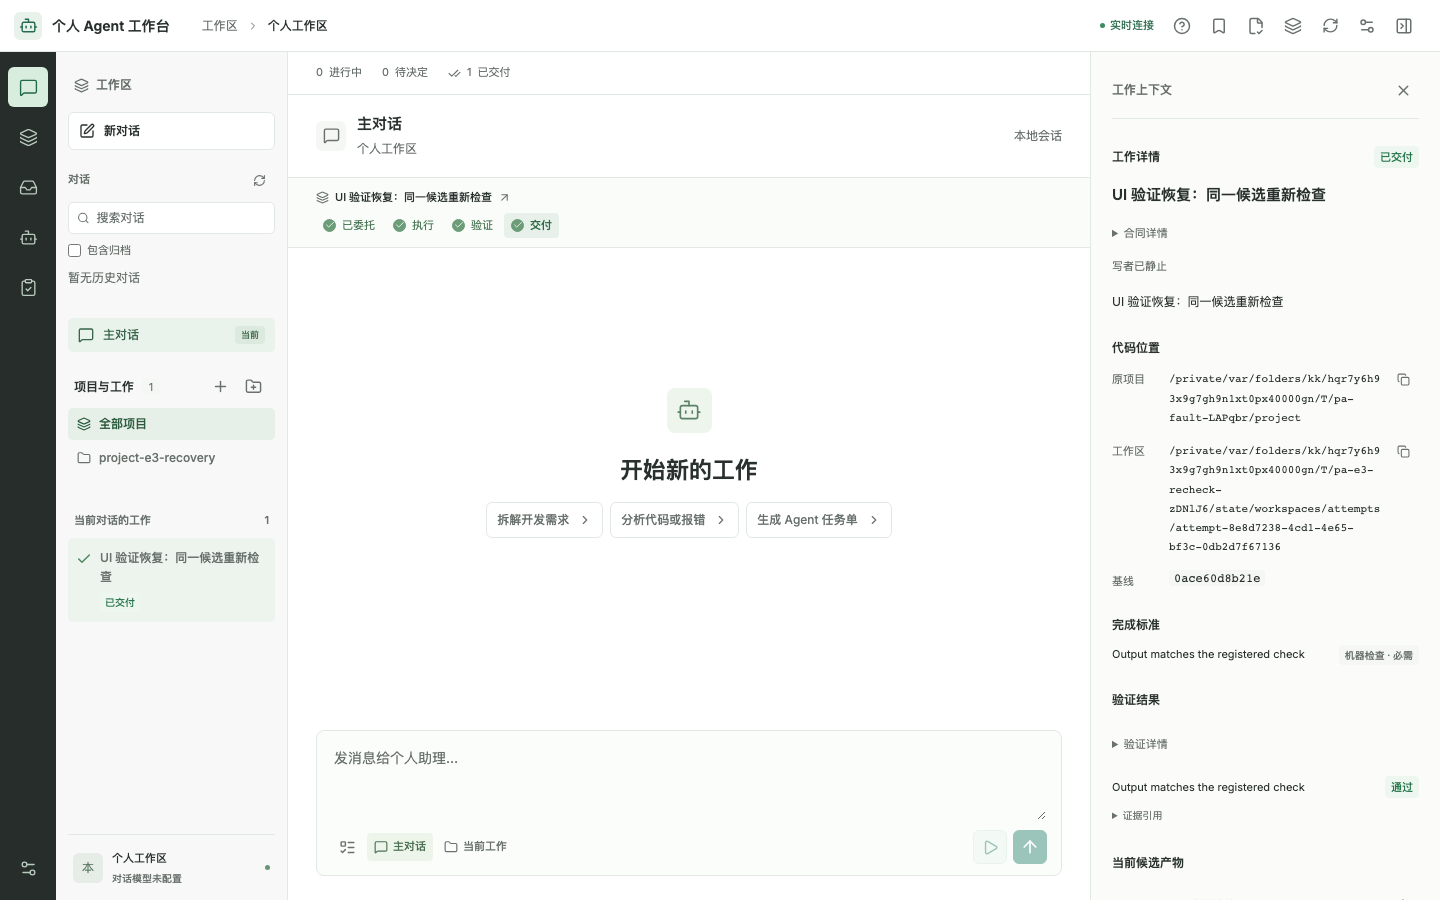 个人 Agent 工作台
工作区
个人工作区
实时连接
工作区
新对话
对话
搜索对话
包含归档
暂无历史对话
主对话
当前
项目与工作 1
全部项目
project-e3-recovery
当前对话的工作 1
UI 验证恢复：同一候选重新检
查
已交付
本
个人工作区
对话模型未配置
0 进行中
0 待决定
1 已交付
主对话
个人工作区
本地会话
UI 验证恢复：同一候选重新检查
已委托
执行
验证
交付
开始新的工作
拆解开发需求
分析代码或报错
生成 Agent 任务单
发消息给个人助理...
主对话
当前工作
工作上下文
工作详情
已交付
UI 验证恢复：同一候选重新检查
合同详情
写者已静止
UI 验证恢复：同一候选重新检查
代码位置
原项目
/private/var/folders/kk/hqr7y6h9
3x9g7gh9nlxt0px40000gn/T/pa-
fault-LAPqbr/project
工作区
/private/var/folders/kk/hqr7y6h9
3x9g7gh9nlxt0px40000gn/T/pa-e3-
recheck-
zDNlJ6/state/workspaces/attempts
/attempt-8e8d7238-4cd1-4e65-
bf3c-0db2d7f67136
基线
0ace60d8b21e
完成标准
Output matches the registered check
机器检查 · 必需
验证结果
验证详情
Output matches the registered check
通过
证据引用
当前候选产物